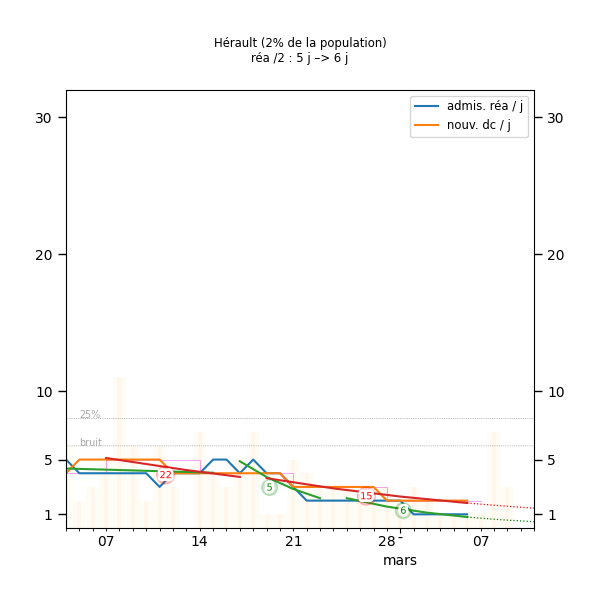 Hérault (2% de la population)
réa /2 : 5 j –> 6 j
admis. réa / j
nouv. dc / j
30 30
20 20
10 10
25%
bruit
5 5
22
5
15
6
1 1
07 14 21 28 07
mars